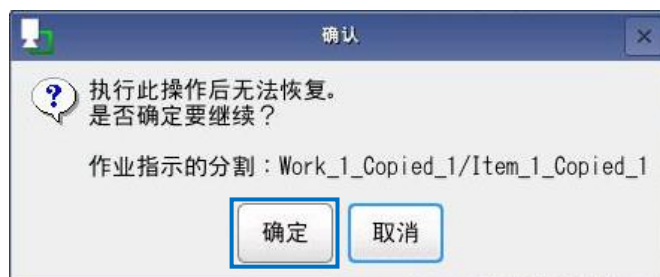 确认
执行此操作后无法恢复。
是否确定要继续？
作业指示的分割：Work_1_Copied_1/Item_1_Copied_1
确定
取消